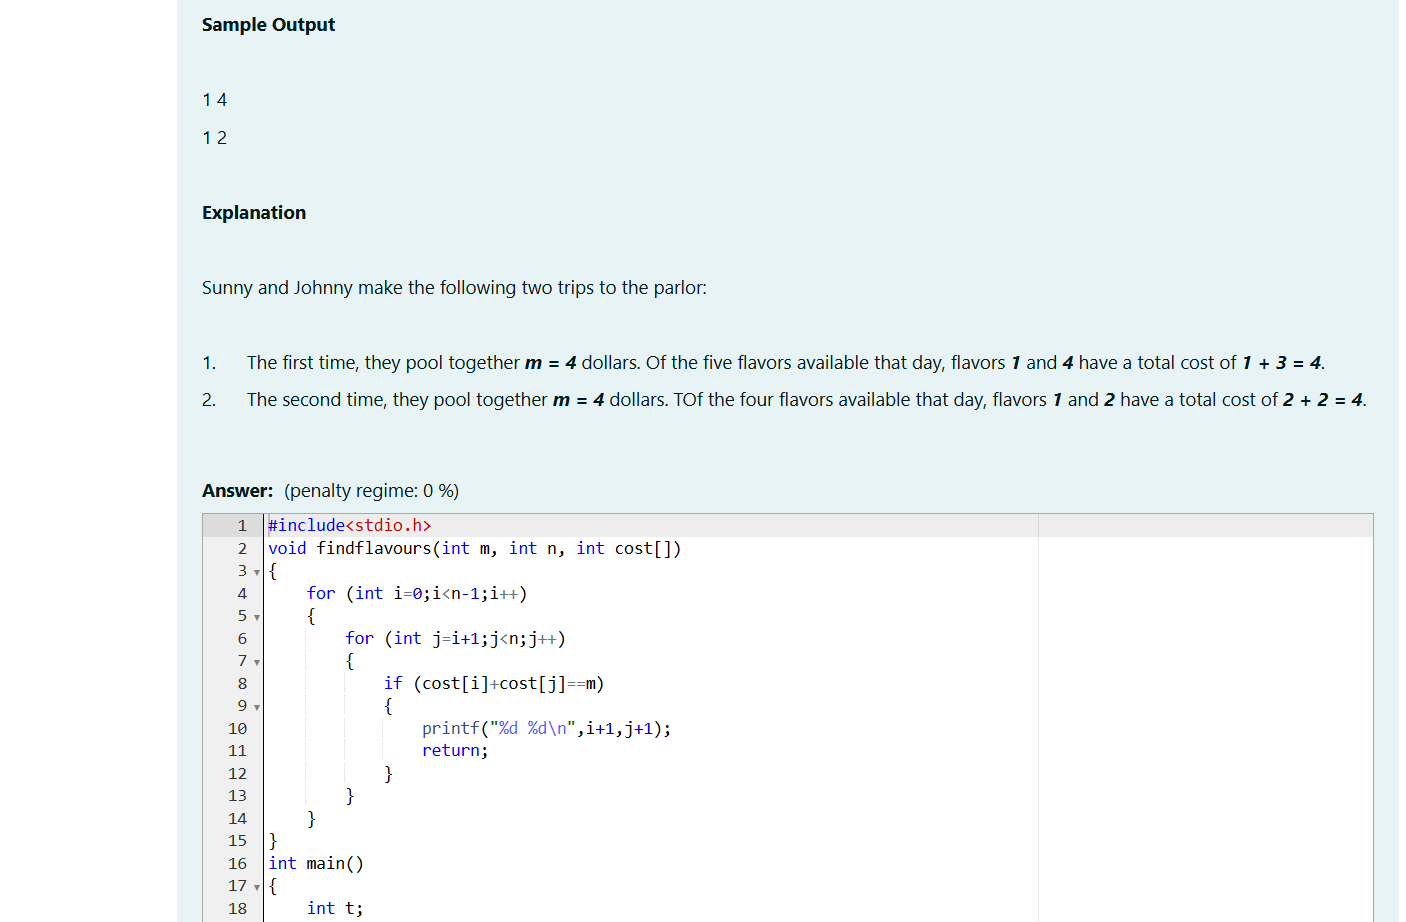 Sample Output
1 4
1 2
Explanation
Sunny and Johnny make the following two trips to the parlor:
1. The first time, they pool together m = 4 dollars. Of the five flavors available that day, flavors 1 and 4 have a total cost of 1 + 3 = 4.
2. The second time, they pool together m = 4 dollars. TOf the four flavors available that day, flavors 1 and 2 have a total cost of 2 + 2 = 4.
Answer: (penalty regime: 0 %)
1 #include<stdio.h>
2 void findflavours(int m, int n, int cost[])
3 {
4     for (int i=0;i<n-1;i++)
5     {
6         for (int j=i+1;j<n;j++)
7         {
8             if (cost[i]+cost[j]==m)
9             {
10                 printf("%d %d\n",i+1,j+1);
11                 return;
12             }
13         }
14     }
15 }
16 int main()
17 {
18     int t;